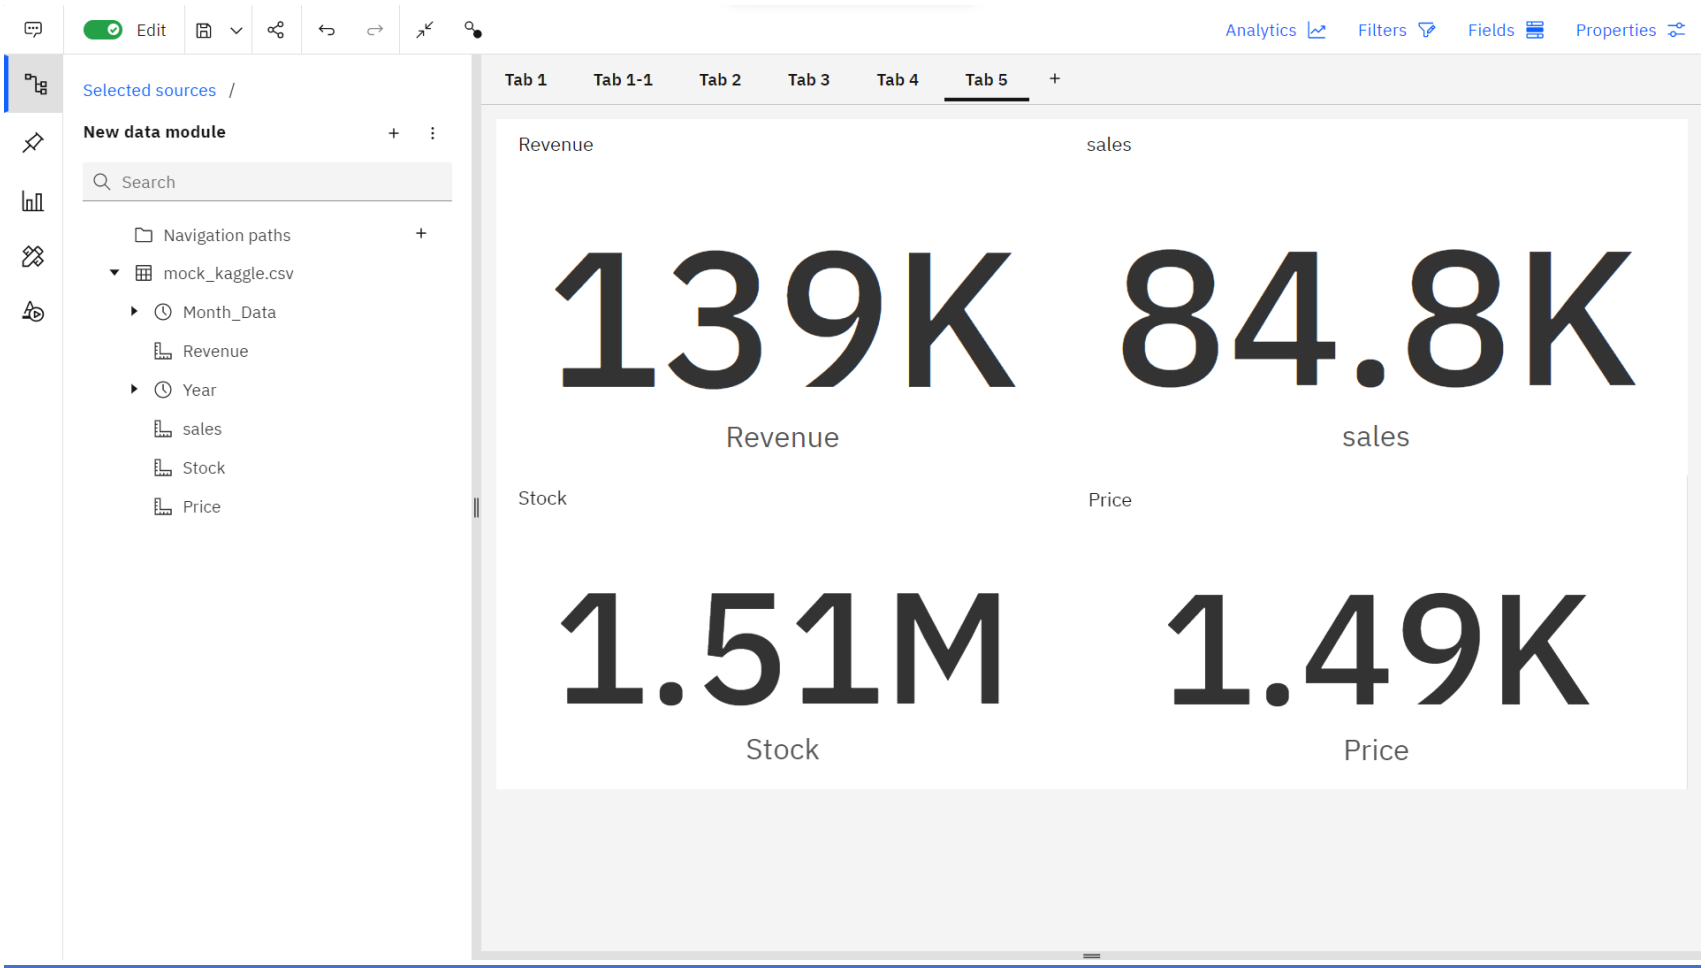 Edit
Analytics
Filters
Fields
Properties
Selected sources /
New data module
Search
Navigation paths
mock_kaggle.csv
Month_Data
Revenue
Year
sales
Stock
Price
Tab 1
Tab 1-1
Tab 2
Tab 3
Tab 4
Tab 5
Revenue
139K
Revenue
sales
84.8K
sales
Stock
1.51M
Stock
Price
1.49K
Price